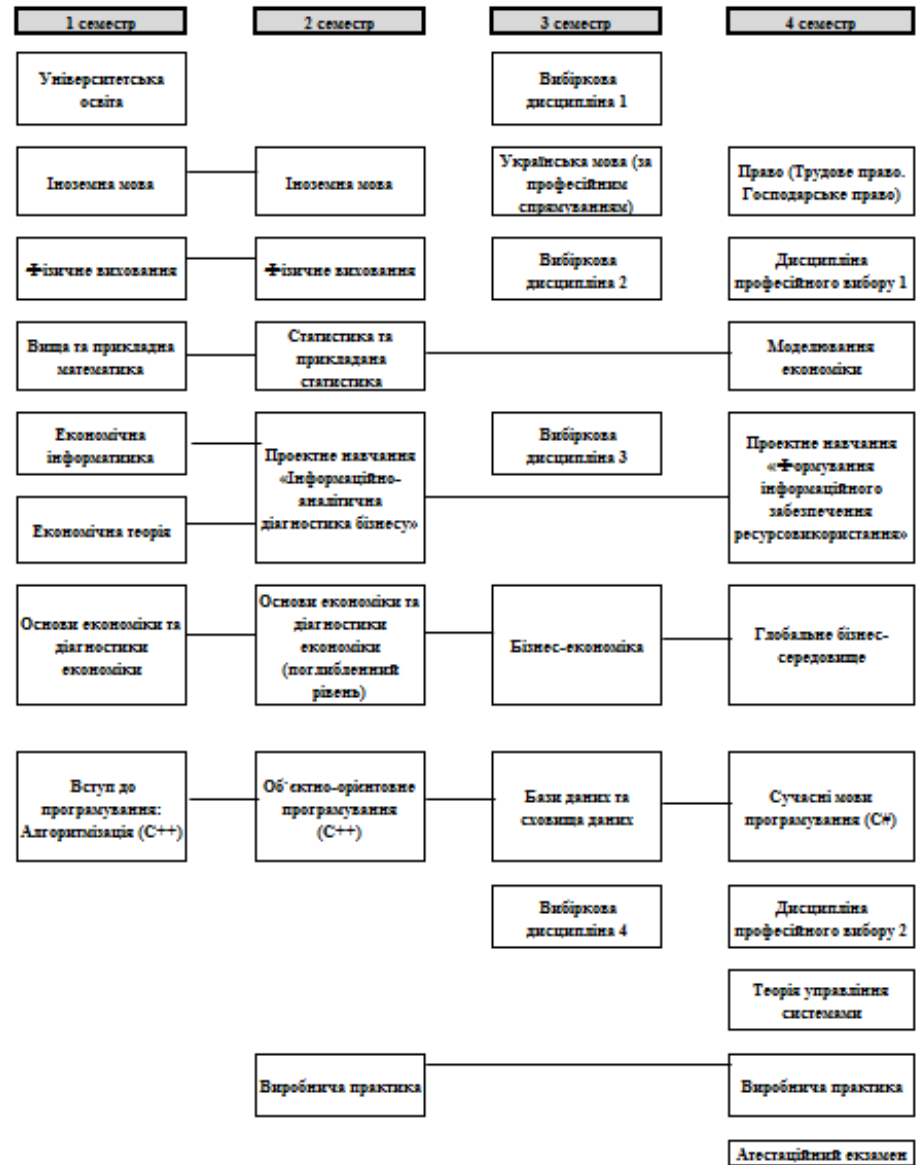 1 семестр
2 семестр
3 семестр
4 семестр
Університетська
освіта
Вибіркова
дисципліна 1
Іноземна мова
Іноземна мова
Українська мова (за
професійним
спрямуванням)
Право (Трудове право.
Господарське право)
Фізичне виховання
Фізичне виховання
Вибіркова
дисципліна 2
Дисципліна
професійного вибору 1
Вища та прикладна
математика
Статистика та
прикладана
статистика
Моделювання
економіки
Економічна
інформатиика
Економічна теорія
Проектне навчання
«Інформаційно-
аналітична
діагностика бізнесу»
Вибіркова
дисципліна 3
Проектне навчання
«Формування
інформаційного
забезпечення
ресурсовикористання»
Основи економіки та
діагностики
економіки
Основи економіки та
діагностики
економіки
(поглибленний
рівень)
Бізнес-економіка
Глобальне бізнес-
середовище
Вступ до
програмування:
Алгоритмізація (C++)
Об`єктно-орієнтовне
програмування
(C++)
Бази даних та
сховища даних
Сучасні мови
програмування (C#)
Вибіркова
дисципліна 4
Дисципліна
професійного вибору 2
Теорія управління
системами
Виробнича практика
Виробнича практика
Атестаційний екзамен